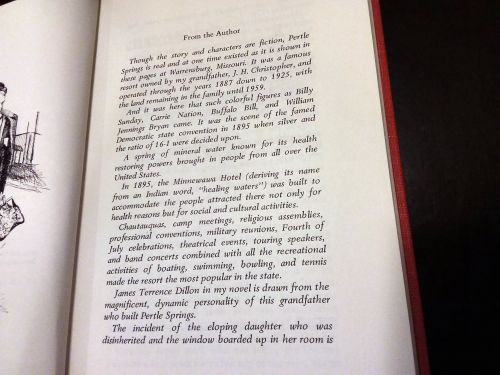 From the Author
Though the story and characters are fiction, Pertle
Springs is real and at one time existed as it is shown in
these pages at Warrensburg, Missouri. It was a famous
resort owned by my grandfather, J. H. Christopher, and
operated through the years 1887 down to 1925, with
the land remaining in the family until 1959.
And it was here that such colorful figures as Billy
Sunday, Carrie Nation, Buffalo Bill, and William
Jennings Bryan came. It was the scene of the famed
Democratic state convention in 1895 when silver and
the ratio of 16-1 were decided upon.
A spring of mineral water known for its health
restoring powers brought in people from all over the
United States.
In 1895, the Minnewawa Hotel (deriving its name
from an Indian word, "healing waters") was built to
accommodate the people attracted there not only for
health reasons but for social and cultural activities.
Chautauquas, camp meetings, religious assemblies,
professional conventions, military reunions, Fourth of
July celebrations, theatrical events, touring speakers,
and band concerts combined with all the recreational
activities of boating, swimming, bowling, and tennis
made the resort the most popular in the state.
James Terrence Dillon in my novel is drawn from the
magnificent, dynamic personality of this grandfather
who built Pertle Springs.
The incident of the eloping daughter who was
disinherited and the window boarded up in her room is